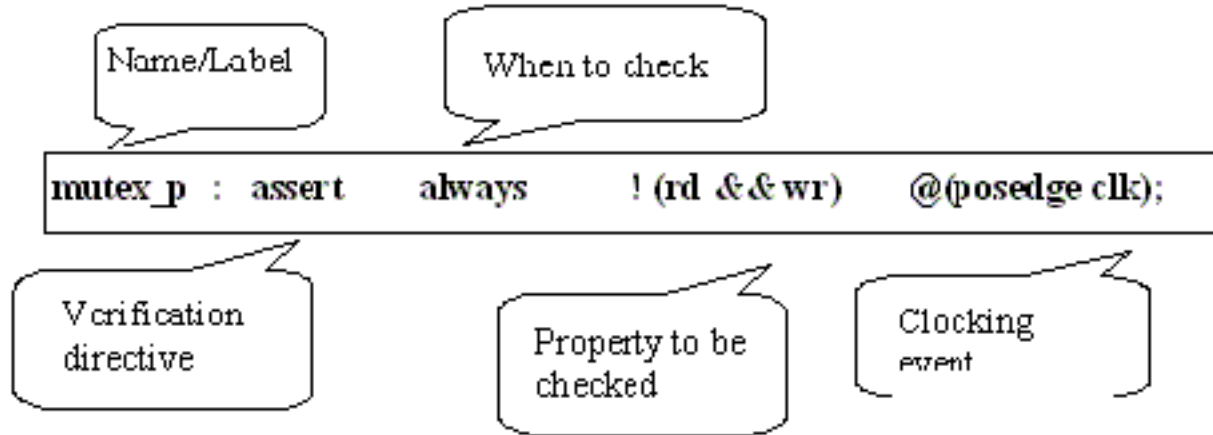 Name/Label
When to check
mutex_p : assert always ! (rd && wr) @(posedge clk);
Verification
directive
Property to be
checked
Clocking
event